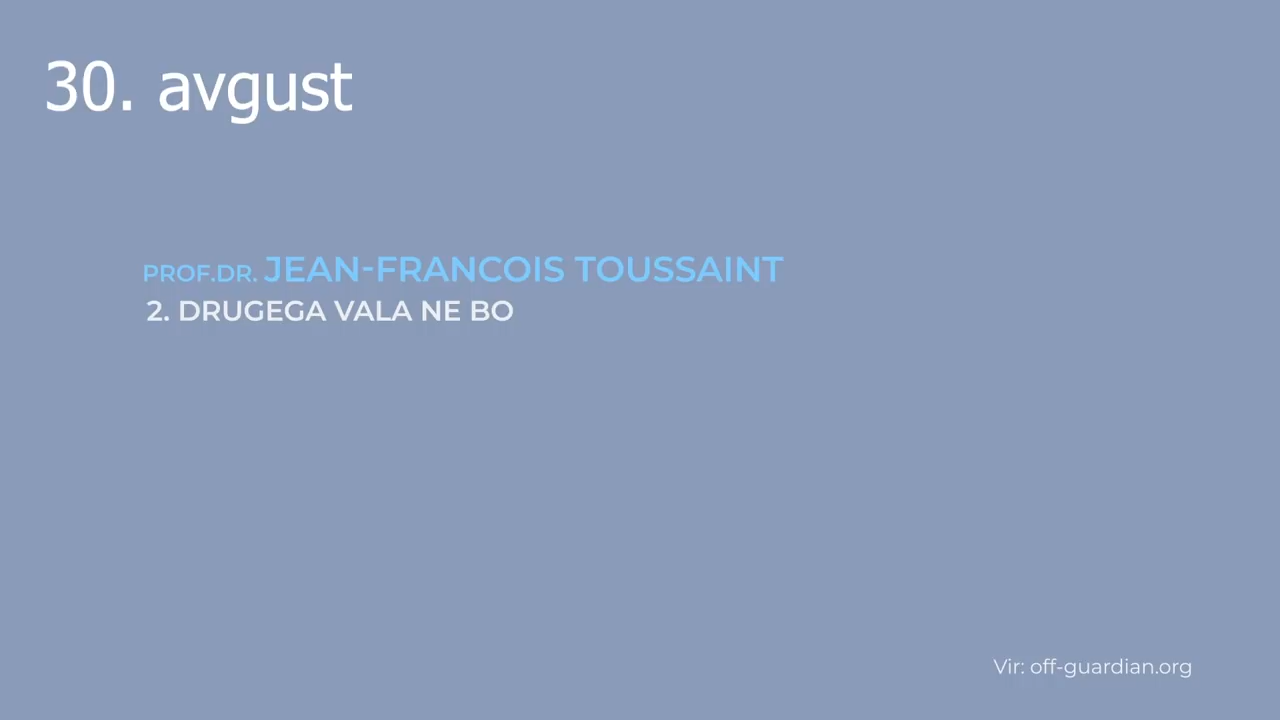 30. avgust
PROF.DR. JEAN-FRANCOIS TOUSSAINT
2. DRUGEGA VALA NE BO
Vir: off-guardian.org